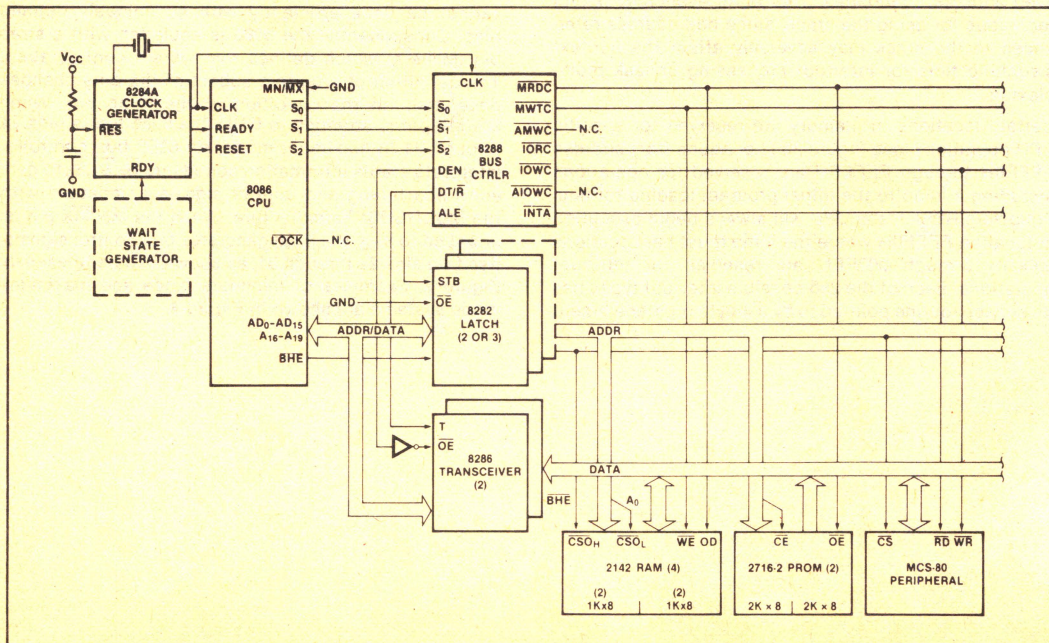 VCC
GND
8284A
CLOCK
GENERATOR
RES
RDY
WAIT
STATE
GENERATOR
MN/MX
GND
CLK
READY
RESET
S0
S1
S2
8086
CPU
LOCK
N.C.
AD0-AD15
A16-A19
BHE
ADDR/DATA
CLK
S0
S1
S2
DEN
DT/R
ALE
8288
BUS
CTRLR
MRDC
MWTC
AMWC
N.C.
IORC
IOWC
AIOWC
N.C.
INTA
STB
GND
OE
8282
LATCH
(2 OR 3)
ADDR
T
OE
8286
TRANSCEIVER
(2)
DATA
BHE
A0
CSOH
CSOL
WE OD
2142 RAM (4)
(2)
1K×8
(2)
1K×8
CE
OE
2716-2 PROM (2)
2K × 8
2K × 8
CS
RD WR
MCS-80
PERIPHERAL